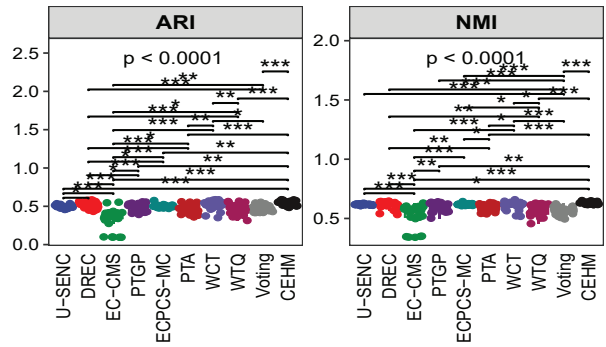 ARI
NMI
p < 0.0001
p < 0.0001
2.5
2.0
1.5
1.0
0.5
0.0
2.0
1.5
1.0
0.5
U-SENC
DREC
EC-CMS
PTGP
ECPCS-MC
PTA
WCT
WTQ
Voting
CEHM
U-SENC
DREC
EC-CMS
PTGP
ECPCS-MC
PTA
WCT
WTQ
Voting
CEHM